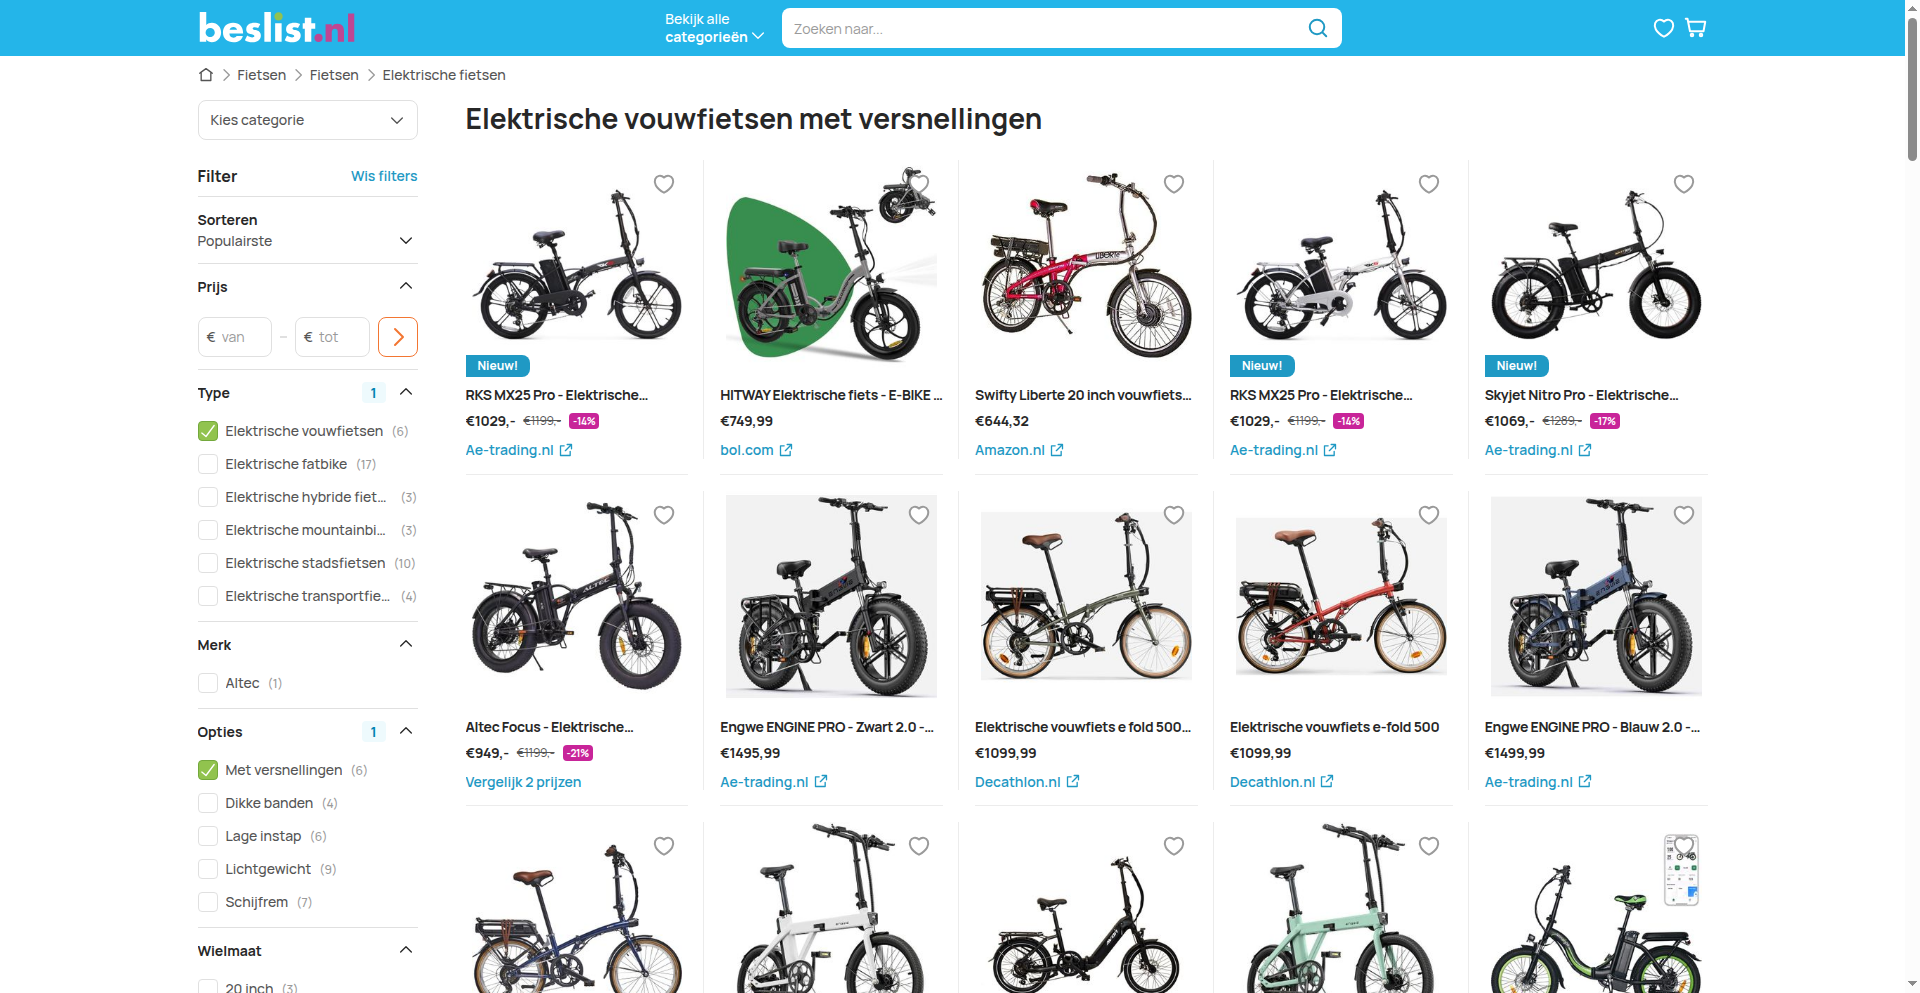 beslist.nl
Bekijk alle
categorieën
Zoeken naar...
Fietsen
Fietsen
Elektrische fietsen
Kies categorie
Elektrische vouwfietsen met versnellingen
Filter
Wis filters
Sorteren
Populairste
Prijs
€ van
–
€ tot
Type
1
Elektrische vouwfietsen (6)
Elektrische fatbike (17)
Elektrische hybride fiet... (3)
Elektrische mountainbi... (3)
Elektrische stadsfietsen (10)
Elektrische transportfie... (4)
Merk
Altec (1)
Opties
1
Met versnellingen (6)
Dikke banden (4)
Lage instap (6)
Lichtgewicht (9)
Schijfrem (7)
Wielmaat
20 inch (3)
Nieuw!
RKS MX25 Pro - Elektrische...
€1029,- €1199,- -14%
Ae-trading.nl
HITWAY Elektrische fiets - E-BIKE ...
€749,99
bol.com
Swifty Liberte 20 inch vouwfiets...
€644,32
Amazon.nl
Nieuw!
RKS MX25 Pro - Elektrische...
€1029,- €1199,- -14%
Ae-trading.nl
Nieuw!
Skyjet Nitro Pro - Elektrische...
€1069,- €1289,- -17%
Ae-trading.nl
ALTEC
Altec Focus - Elektrische...
€949,- €1199,- -21%
Vergelijk 2 prijzen
Engwe ENGINE PRO - Zwart 2.0 -...
€1495,99
Ae-trading.nl
Elektrische vouwfiets e fold 500...
€1099,99
Decathlon.nl
Elektrische vouwfiets e-fold 500
€1099,99
Decathlon.nl
Engwe ENGINE PRO - Blauw 2.0 -...
€1499,99
Ae-trading.nl